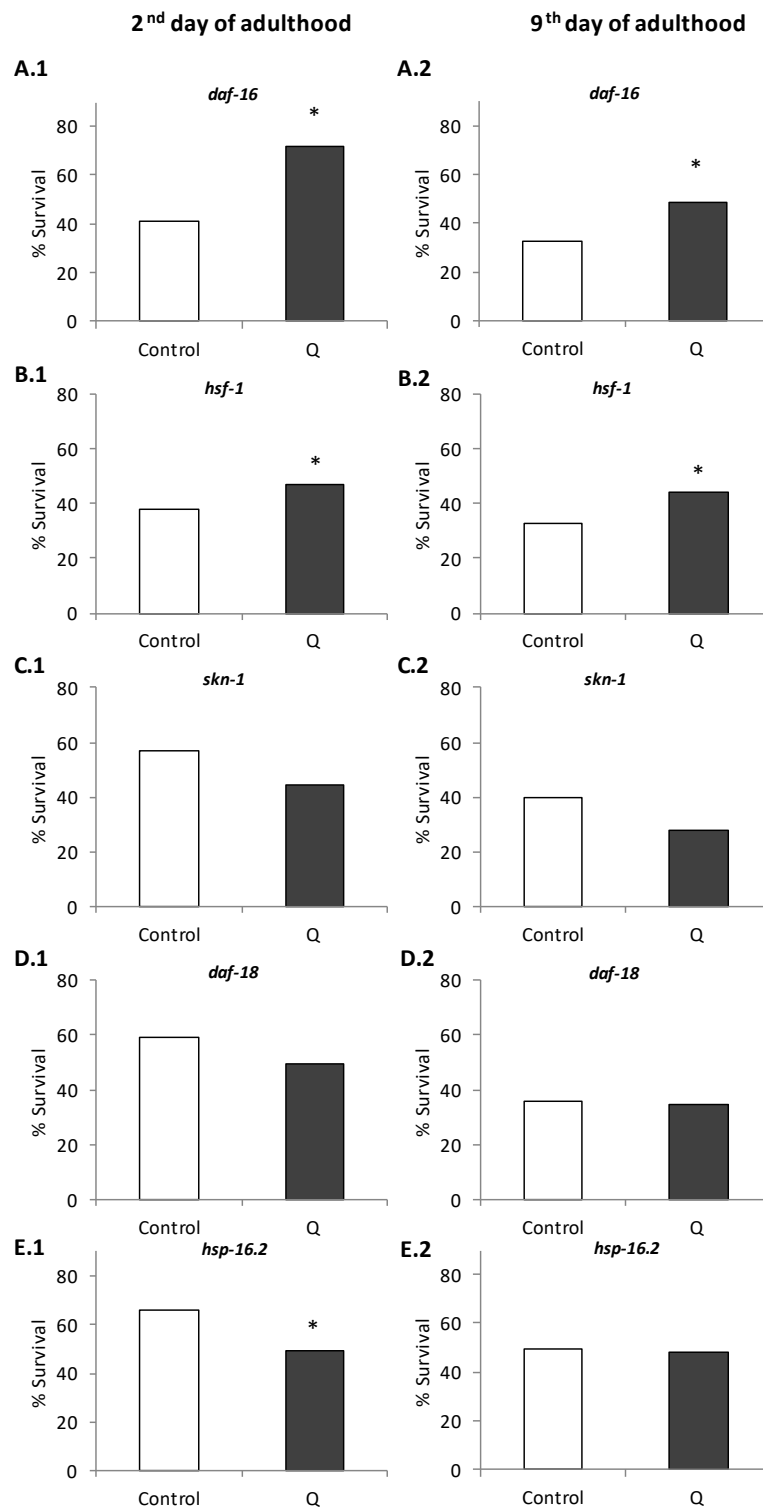 2nd day of adulthood
9th day of adulthood
A.1
daf-16
*
80
60
40
20
0
% Survival
Control Q
A.2
daf-16
*
80
60
40
20
0
% Survival
Control Q
B.1
hsf-1
*
80
60
40
20
0
% Survival
Control Q
B.2
hsf-1
*
80
60
40
20
0
% Survival
Control Q
C.1
skn-1
80
60
40
20
0
% Survival
Control Q
C.2
skn-1
80
60
40
20
0
% Survival
Control Q
D.1
daf-18
80
60
40
20
0
% Survival
Control Q
D.2
daf-18
80
60
40
20
0
% Survival
Control Q
E.1
hsp-16.2
*
80
60
40
20
0
% Survival
Control Q
E.2
hsp-16.2
80
60
40
20
0
% Survival
Control Q